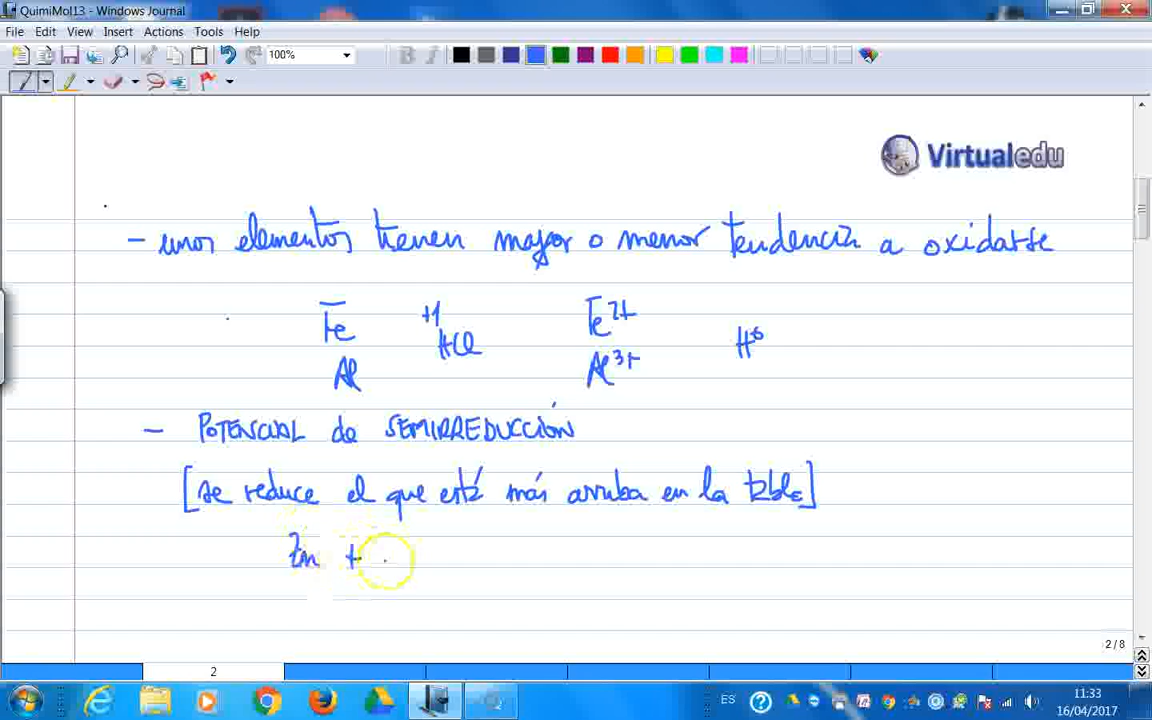 QuimiMol13 - Windows Journal
File Edit View Insert Actions Tools Help
100%
Virtualedu
- unos elementos tienen mayor o menor tendencia a oxidarse
Fe +1 HCl Fe2+ H0
Al Al3+
- POTENCIAL de SEMIRREDUCCIÓN
[se reduce el que está más arriba en la tabla]
Zn +
2/8
2
ES 11:33
16/04/2017